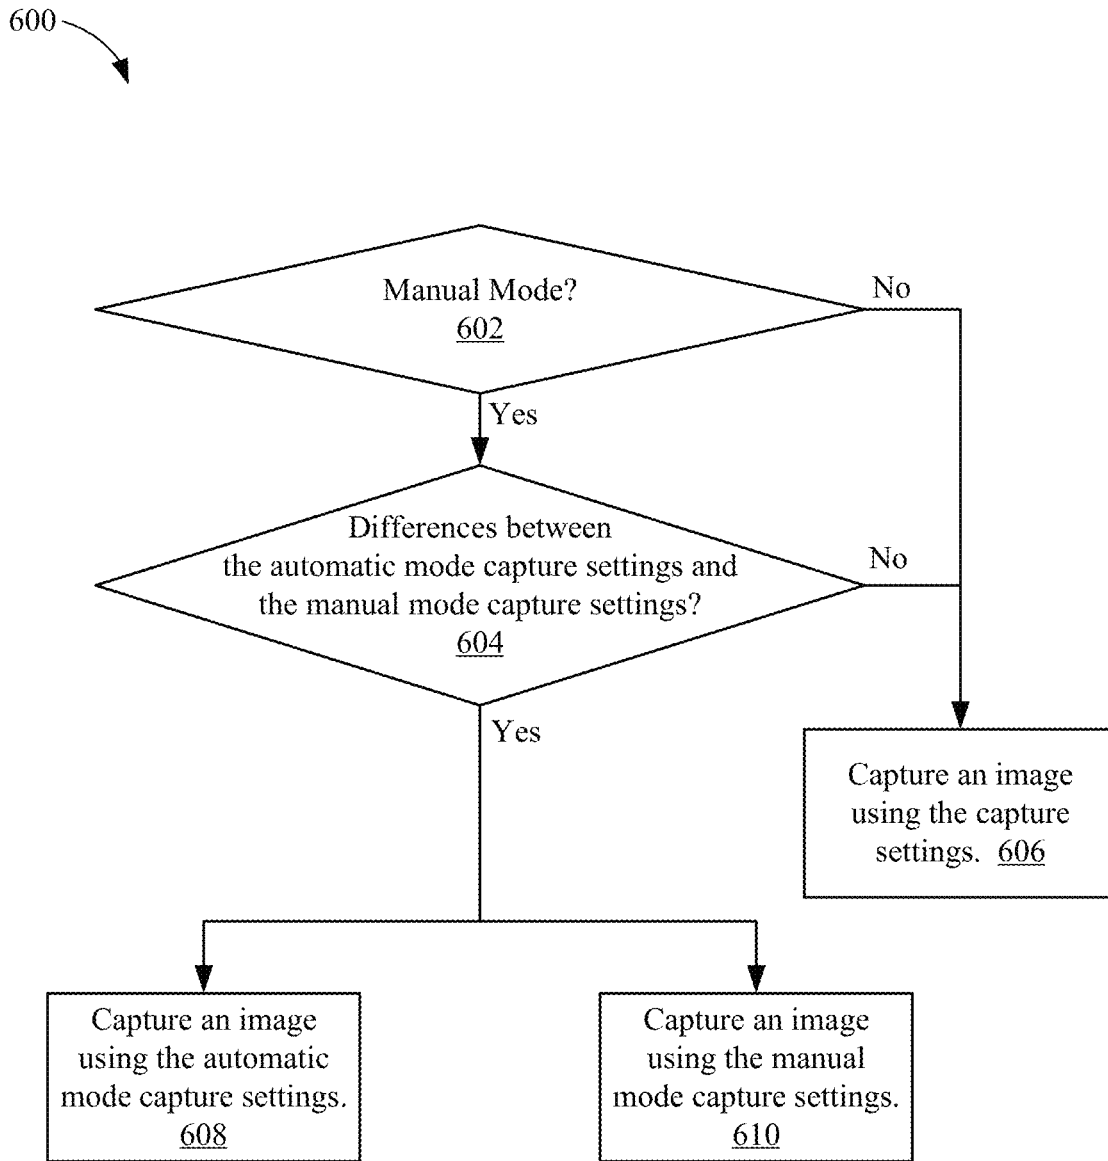 600
Manual Mode?
602
No
Yes
Differences between
the automatic mode capture settings and
the manual mode capture settings?
604
No
Yes
Capture an image
using the capture
settings. 606
Capture an image
using the automatic
mode capture settings.
608
Capture an image
using the manual
mode capture settings.
610